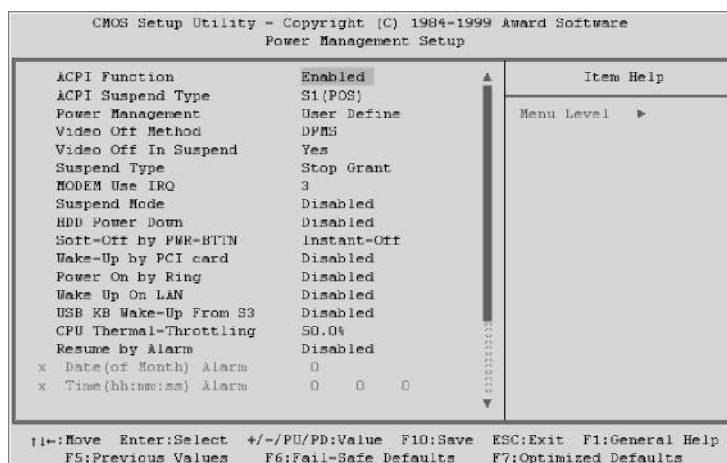 CMOS Setup Utility - Copyright (C) 1984-1999 Award Software
Power Management Setup
ACPI Function Enabled
Item Help
ACPI Suspend Type S1(POS)
Power Management User Define
Menu Level ►
Video Off Method DPMS
Video Off In Suspend Yes
Suspend Type Stop Grant
MODEM Use IRQ 3
Suspend Mode Disabled
HDD Power Down Disabled
Soft-Off by PWR-BTTN Instant-Off
Wake-Up by PCI card Disabled
Power On by Ring Disabled
Wake Up On LAN Disabled
USB KB Wake-Up From S3 Disabled
CPU Thermal-Throttling 50.0%
Resume by Alarm Disabled
x Date(of Month) Alarm 0
x Time(hh:mm:ss) Alarm 0 0 0
↑↓←:Move Enter:Select +/-/PU/PD:Value F10:Save ESC:Exit F1:General Help
F5:Previous Values F6:Fail-Safe Defaults F7:Optimized Defaults